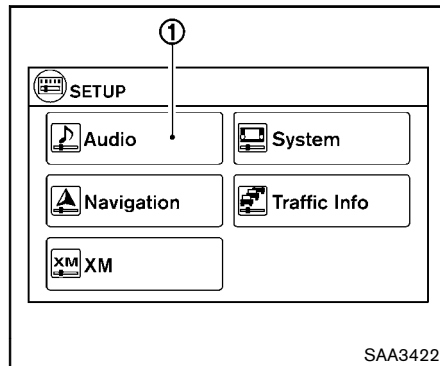 ①
SETUP
Audio
System
Navigation
Traffic Info
XM XM
SAA3422